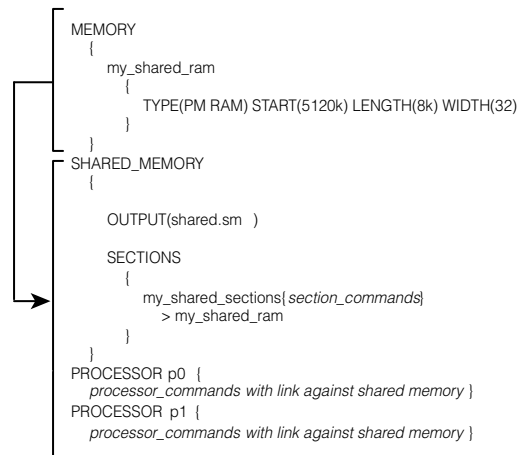 MEMORY
{
my_shared_ram
{
TYPE(PM RAM) START(5120k) LENGTH(8k) WIDTH(32)
}
}
SHARED_MEMORY
{
OUTPUT(shared.sm )
SECTIONS
{
my_shared_sections{section_commands}
> my_shared_ram
}
}
PROCESSOR p0 {
processor_commands with link against shared memory }
PROCESSOR p1 {
processor_commands with link against shared memory }